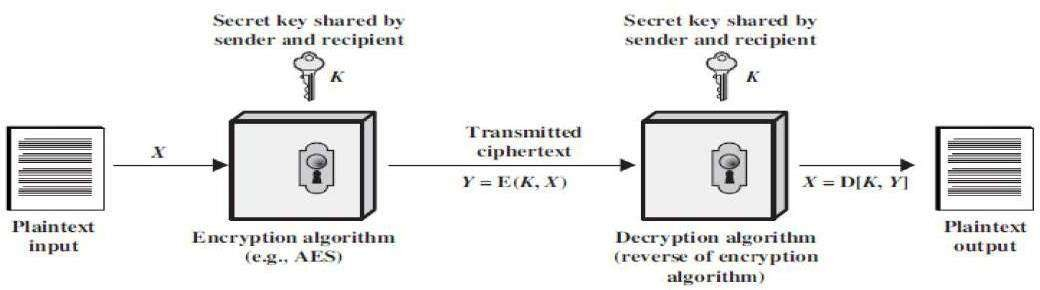 Secret key shared by
sender and recipient
K
Secret key shared by
sender and recipient
K
X
Transmitted
ciphertext
Y = E(K, X)
X = D[K, Y]
Plaintext
input
Encryption algorithm
(e.g., AES)
Decryption algorithm
(reverse of encryption
algorithm)
Plaintext
output